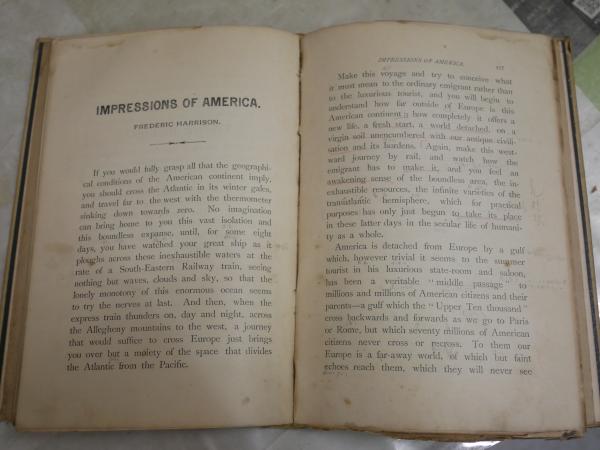 IMPRESSIONS OF AMERICA.
FREDERIC HARRISON.
If you would fully grasp all that the geographi-
cal conditions of the American continent imply,
you should cross the Atlantic in its winter gales,
and travel far to the west with the thermometer
sinking down towards zero. No imagination
can bring home to you this vast isolation and
this boundless expanse, until, for some eight
days, you have watched your great ship as it
ploughs across these inexhaustible waters at the
rate of a South-Eastern Railway train, seeing
nothing but waves, clouds and sky, so that the
lonely monotony of this enormous ocean seems
to try the nerves at last. And then, when the
express train thunders on, day and night, across
the Allegheny mountains to the west, a journey
that would suffice to cross Europe just brings
you over but a moiety of the space that divides
the Atlantic from the Pacific.
IMPRESSIONS OF AMERICA.
Make this voyage and try to conceive what
it must mean to the ordinary emigrant rather than
to the luxurious tourist, and you will begin to
understand how far outside of Europe is this
American continent; how completely it offers a
new life, a fresh start, a world detached, on a
virgin soil unencumbered with our antique civili-
sation and its burdens. Again, make this west-
ward journey by rail, and watch how the
emigrant has to make it, and you feel an
awakening sense of the boundless area, the in-
exhaustible resources, the infinite varieties of the
transatlantic hemisphere, which for practical
purposes has only just begun to take its place
in these latter days in the secular life of humani-
ty as a whole.
America is detached from Europe by a gulf
which, however trivial it seems to the summer
tourist in his luxurious state-room and saloon,
has been a veritable "middle passage" to
millions and millions of American citizens and their
parents—a gulf which the "Upper Ten thousand"
cross backwards and forwards as we go to Paris
or Rome, but which seventy millions of American
citizens never cross or recross. To them our
Europe is a far-away world, of which but faint
echoes reach them, which they will never see